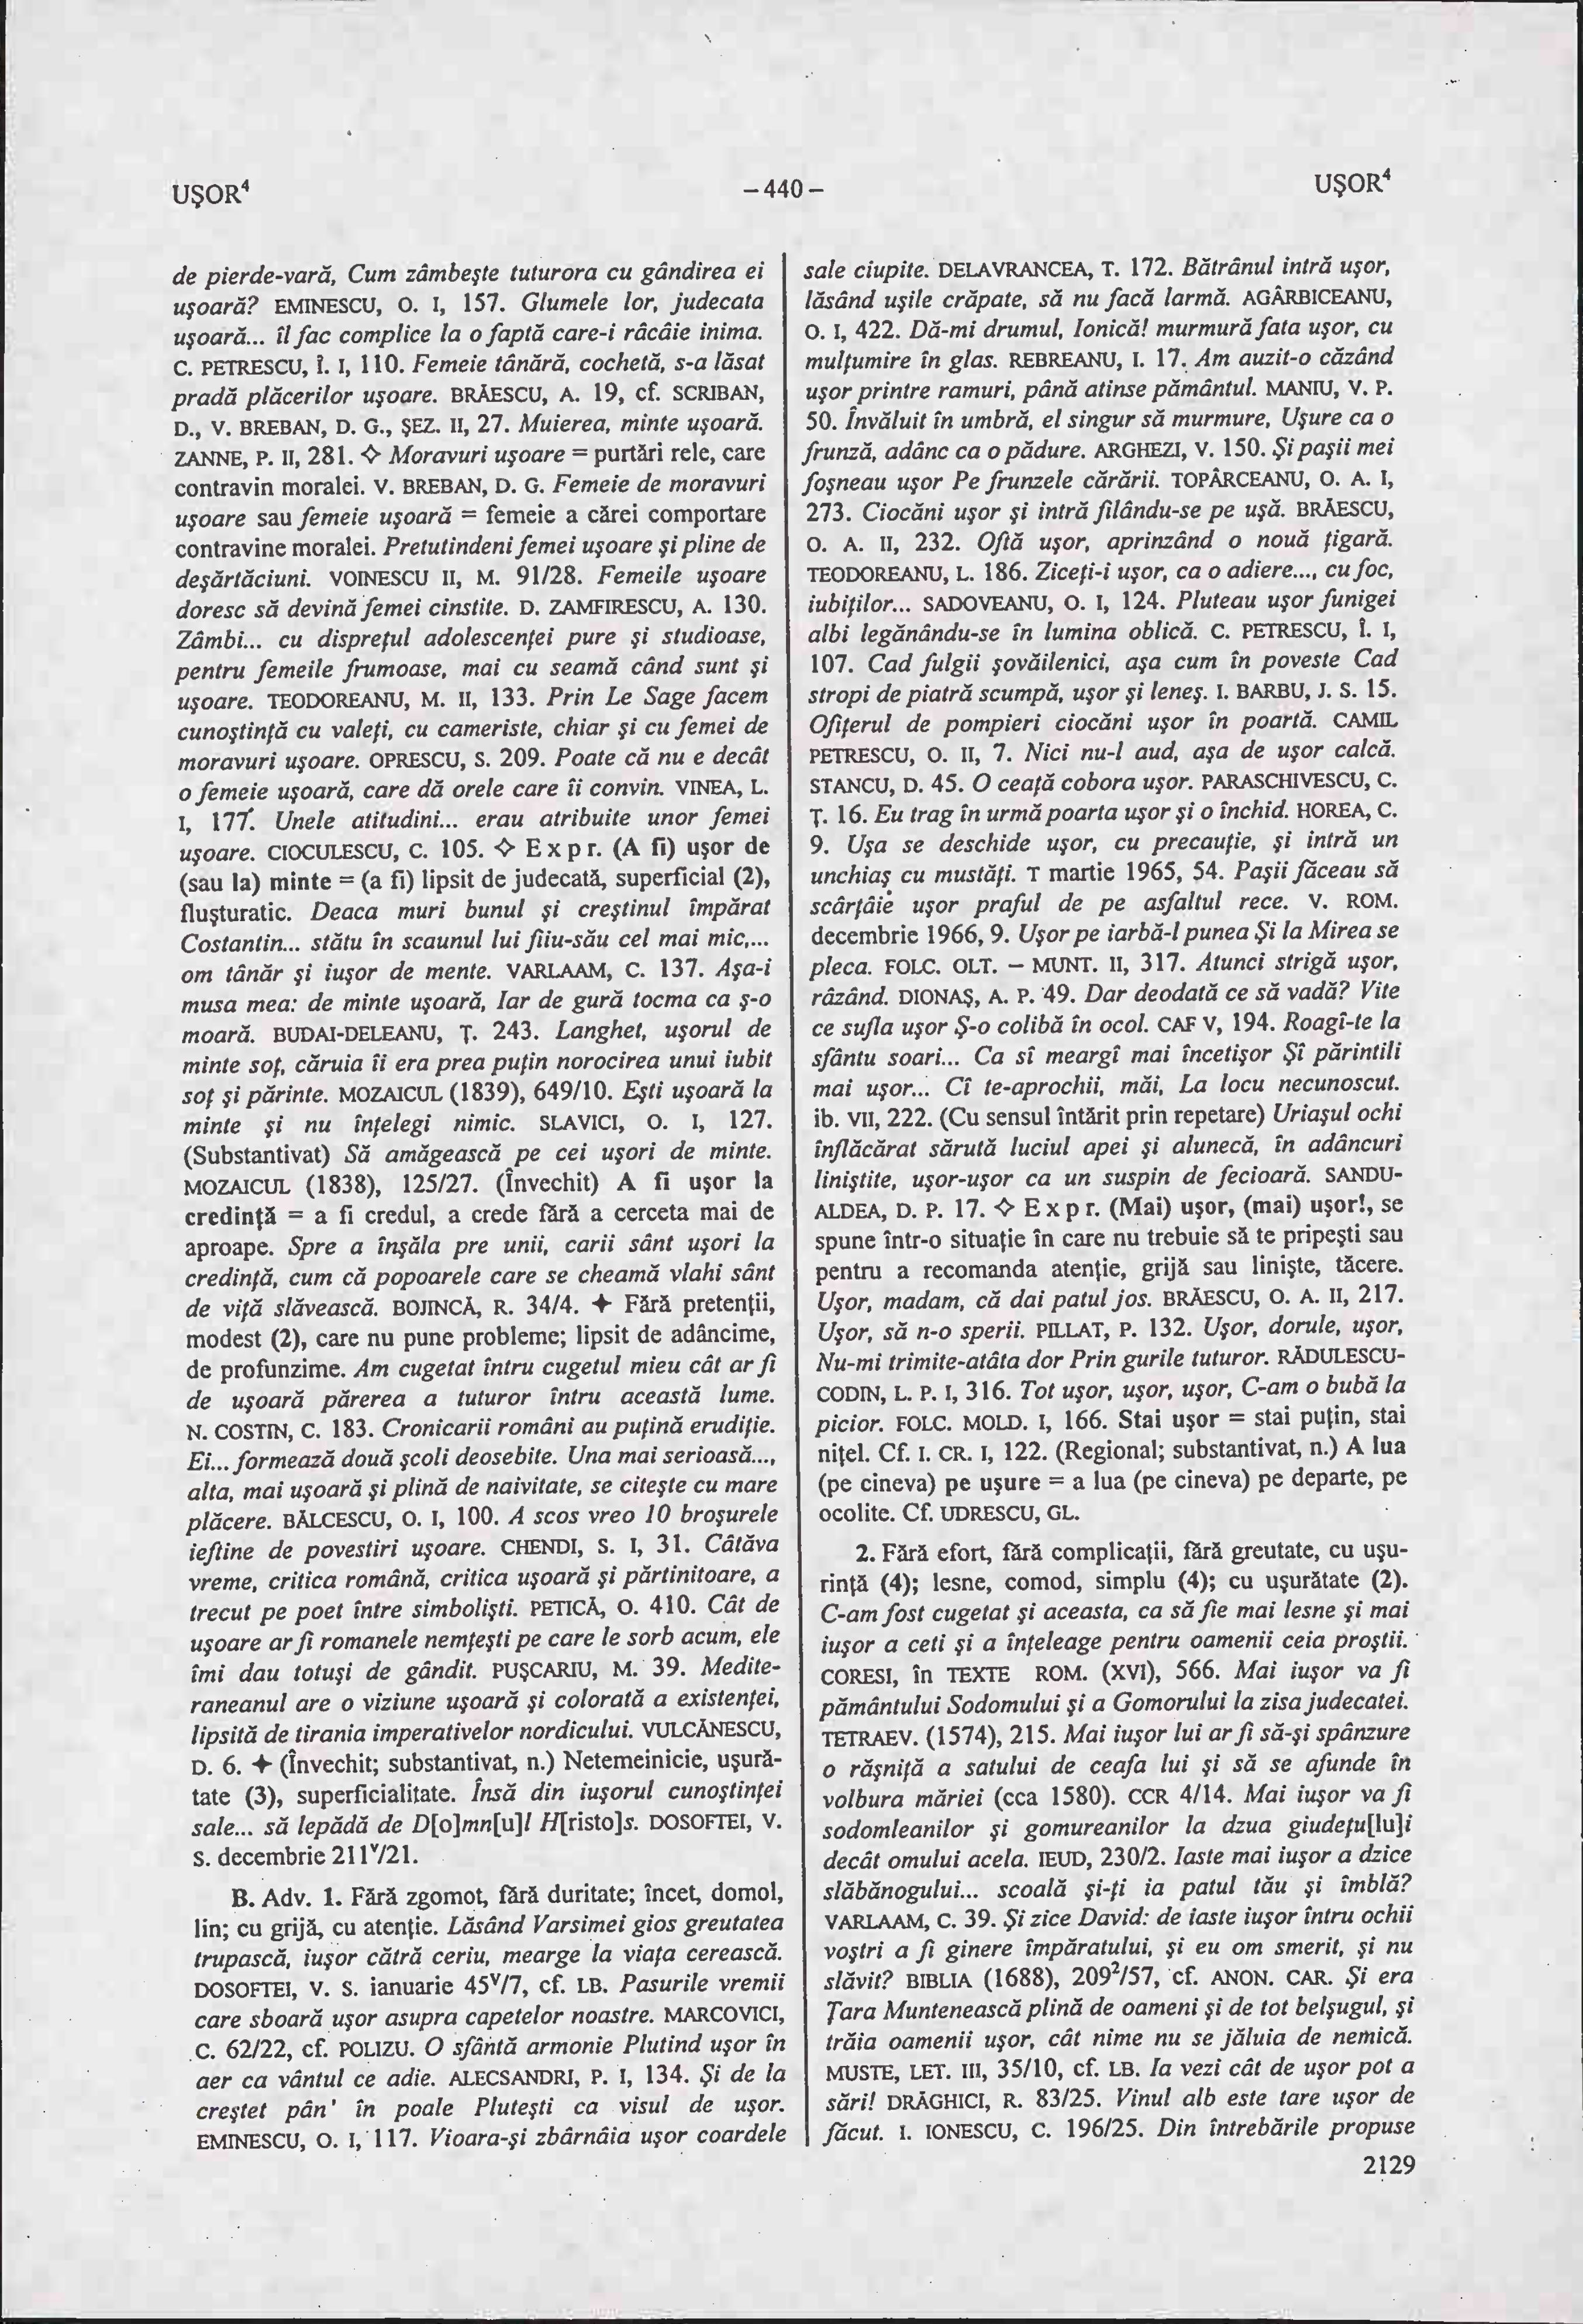 UŞOR⁴
– 440 –
UŞOR⁴
de pierde-vară, Cum zâmbeşte tuturora cu gândirea ei
uşoară? EMINESCU, O. I, 157. Glumele lor, judecata
uşoară... îl fac complice la o faptă care-i râcâie inima.
C. PETRESCU, Î. I, 110. Femeie tânără, cochetă, s-a lăsat
pradă plăcerilor uşoare. BRĂESCU, A. 19, cf. SCRIBAN,
D., V. BREBAN, D. G., ŞEZ. II, 27. Muierea, minte uşoară.
ZANNE, P. II, 281. ◇ Moravuri uşoare = purtări rele, care
contravin moralei. V. BREBAN, D. G. Femeie de moravuri
uşoare sau femeie uşoară = femeie a cărei comportare
contravine moralei. Pretutindeni femei uşoare şi pline de
deşărtăciuni. VOINESCU II, M. 91/28. Femeile uşoare
doresc să devină femei cinstite. D. ZAMFIRESCU, A. 130.
Zâmbi... cu dispreţul adolescenţei pure şi studioase,
pentru femeile frumoase, mai cu seamă când sunt şi
uşoare. TEODOREANU, M. II, 133. Prin Le Sage facem
cunoştinţă cu valeţi, cu cameriste, chiar şi cu femei de
moravuri uşoare. OPRESCU, S. 209. Poate că nu e decât
o femeie uşoară, care dă orele care îi convin. VINEA, L.
I, 177. Unele atitudini... erau atribuite unor femei
uşoare. CIOCULESCU, C. 105. ◇ Expr. (A fi) uşor de
(sau la) minte = (a fi) lipsit de judecată, superficial (2),
fluşturatic. Deaca muri bunul şi creştinul împărat
Costantin... stătu în scaunul lui fiiu-său cel mai mic,...
om tânăr şi iuşor de mente. VARLAAM, C. 137. Aşa-i
musa mea: de minte uşoară, Iar de gură tocma ca ş-o
moară. BUDAI-DELEANU, Ţ. 243. Langhet, uşorul de
minte soţ, căruia îi era prea puţin norocirea unui iubit
soţ şi părinte. MOZAICUL (1839), 649/10. Eşti uşoară la
minte şi nu înţelegi nimic. SLAVICI, O. I, 127.
(Substantivat) Să amăgească pe cei uşori de minte.
MOZAICUL (1838), 125/27. (Învechit) A fi uşor la
credinţă = a fi credul, a crede fără a cerceta mai de
aproape. Spre a înşăla pre unii, carii sânt uşori la
credinţă, cum că popoarele care se cheamă vlahi sânt
de viţă slăvească. BOJINCĂ, R. 34/4. ✦ Fără pretenţii,
modest (2), care nu pune probleme; lipsit de adâncime,
de profunzime. Am cugetat întru cugetul mieu cât ar fi
de uşoară părerea a tuturor întru această lume.
N. COSTIN, C. 183. Cronicarii români au puţină erudiţie.
Ei... formează două şcoli deosebite. Una mai serioasă...,
alta, mai uşoară şi plină de naivitate, se citeşte cu mare
plăcere. BĂLCESCU, O. I, 100. A scos vreo 10 broşurele
ieftine de povestiri uşoare. CHENDI, S. I, 31. Câtăva
vreme, critica română, critica uşoară şi părtinitoare, a
trecut pe poet între simbolişti. PETICĂ, O. 410. Cât de
uşoare ar fi romanele nemţeşti pe care le sorb acum, ele
îmi dau totuşi de gândit. PUŞCARIU, M. 39. Medite-
raneanul are o viziune uşoară şi colorată a existenţei,
lipsită de tirania imperativelor nordicului. VULCĂNESCU,
D. 6. ✦ (Învechit; substantivat, n.) Netemeinicie, uşură-
tate (3), superficialitate. Însă din iuşorul cunoştinţei
sale... să lepădă de D[o]mn[u]l H[risto]s. DOSOFTEI, V.
S. decembrie 211ᵛ/21.
B. Adv. 1. Fără zgomot, fără duritate; încet, domol,
lin; cu grijă, cu atenţie. Lăsând Varsimei gios greutatea
trupască, iuşor cătră ceriu, mearge la viaţa cerească.
DOSOFTEI, V. S. ianuarie 45ᵛ/7, cf. LB. Pasurile vremii
care sboară uşor asupra capetelor noastre. MARCOVICI,
C. 62/22, cf. POLIZU. O sfântă armonie Plutind uşor în
aer ca vântul ce adie. ALECSANDRI, P. I, 134. Şi de la
creştet pân' în poale Pluteşti ca visul de uşor.
EMINESCU, O. I, 117. Vioara-şi zbârnâia uşor coardele
sale ciupite. DELAVRANCEA, T. 172. Bătrânul intră uşor,
lăsând uşile crăpate, să nu facă larmă. AGÂRBICEANU,
O. I, 422. Dă-mi drumul, Ionică! murmură fata uşor, cu
mulţumire în glas. REBREANU, I. 17. Am auzit-o căzând
uşor printre ramuri, până atinse pământul. MANIU, V. P.
50. Învăluit în umbră, el singur să murmure, Uşure ca o
frunză, adânc ca o pădure. ARGHEZI, V. 150. Şi paşii mei
foşneau uşor Pe frunzele cărării. TOPÂRCEANU, O. A. I,
273. Ciocăni uşor şi intră filându-se pe uşă. BRĂESCU,
O. A. II, 232. Oftă uşor, aprinzând o nouă ţigară.
TEODOREANU, L. 186. Ziceţi-i uşor, ca o adiere..., cu foc,
iubiţilor... SADOVEANU, O. I, 124. Pluteau uşor funigei
albi legănându-se în lumina oblică. C. PETRESCU, Î. I,
107. Cad fulgii şovăilenici, aşa cum în poveste Cad
stropi de piatră scumpă, uşor şi leneş. I. BARBU, J. S. 15.
Ofiţerul de pompieri ciocăni uşor în poartă. CAMIL
PETRESCU, O. II, 7. Nici nu-l aud, aşa de uşor calcă.
STANCU, D. 45. O ceaţă cobora uşor. PARASCHIVESCU, C.
Ţ. 16. Eu trag în urmă poarta uşor şi o închid. HOREA, C.
9. Uşa se deschide uşor, cu precauţie, şi intră un
unchiaş cu mustăţi. T martie 1965, 54. Paşii făceau să
scârţâie uşor praful de pe asfaltul rece. V. ROM.
decembrie 1966, 9. Uşor pe iarbă-l punea Şi la Mirea se
pleca. FOLC. OLT. – MUNT. II, 317. Atunci strigă uşor,
râzând. DIONAŞ, A. P. 49. Dar deodată ce să vadă? Vite
ce sufla uşor Ş-o colibă în ocol. CAF V, 194. Roagî-te la
sfântu soari... Ca sî meargî mai încetişor Şî părintili
mai uşor... Cî te-aprochii, măi, La locu necunoscut.
ib. VII, 222. (Cu sensul întărit prin repetare) Uriaşul ochi
înflăcărat sărută luciul apei şi alunecă, în adâncuri
liniştite, uşor-uşor ca un suspin de fecioară. SANDU-
ALDEA, D. P. 17. ◇ Expr. (Mai) uşor, (mai) uşor!, se
spune într-o situaţie în care nu trebuie să te pripeşti sau
pentru a recomanda atenţie, grijă sau linişte, tăcere.
Uşor, madam, că dai patul jos. BRĂESCU, O. A. II, 217.
Uşor, să n-o sperii. PILLAT, P. 132. Uşor, dorule, uşor,
Nu-mi trimite-atâta dor Prin gurile tuturor. RĂDULESCU-
CODIN, L. P. I, 316. Tot uşor, uşor, uşor, C-am o bubă la
picior. FOLC. MOLD. I, 166. Stai uşor = stai puţin, stai
niţel. Cf. I. CR. I, 122. (Regional; substantivat, n.) A lua
(pe cineva) pe uşure = a lua (pe cineva) pe departe, pe
ocolite. Cf. UDRESCU, GL.
2. Fără efort, fără complicaţii, fără greutate, cu uşu-
rinţă (4); lesne, comod, simplu (4); cu uşurătate (2).
C-am fost cugetat şi aceasta, ca să fie mai lesne şi mai
iuşor a ceti şi a înţeleage pentru oamenii ceia proştii.
CORESI, în TEXTE ROM. (XVI), 566. Mai iuşor va fi
pământului Sodomului şi a Gomorului la zisa judecatei.
TETRAEV. (1574), 215. Mai iuşor lui ar fi să-şi spânzure
o răşniţă a satului de ceafa lui şi să se afunde în
volbura măriei (cca 1580). CCR 4/14. Mai iuşor va fi
sodomleanilor şi gomureanilor la dzua giudeţu[lu]i
decât omului acela. IEUD, 230/2. Iaste mai iuşor a dzice
slăbănogului... scoală şi-ţi ia patul tău şi îmblă?
VARLAAM, C. 39. Şi zice David: de iaste iuşor întru ochii
voştri a fi ginere împăratului, şi eu om smerit, şi nu
slăvit? BIBLIA (1688), 209²/57, cf. ANON. CAR. Şi era
Ţara Muntenească plină de oameni şi de tot belşugul, şi
trăia oamenii uşor, cât nime nu se jăluia de nemică.
MUSTE, LET. III, 35/10, cf. LB. Ia vezi cât de uşor pot a
sări! DRĂGHICI, R. 83/25. Vinul alb este tare uşor de
făcut. I. IONESCU, C. 196/25. Din întrebările propuse
2129